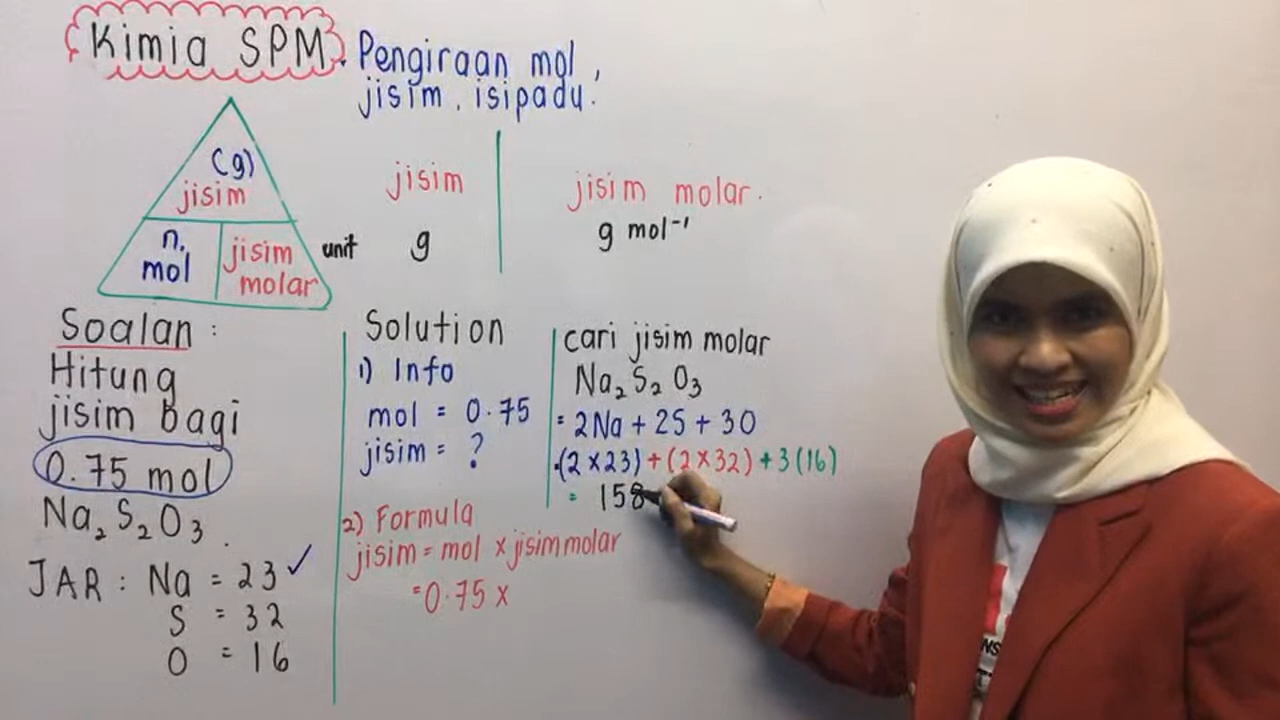 Kimia SPM.
Pengiraan mol,
jisim, isipadu.
(g)
jisim
n.
mol
jisim
molar
unit
jisim
g
jisim molar.
g mol⁻¹
Soalan :
Hitung
jisim bagi
0.75 mol
Na₂S₂O₃.
JAR : Na = 23 ✓
S = 32
O = 16
Solution
1) Info
mol = 0.75
jisim = ?
2) Formula
jisim = mol × jisim molar
= 0.75 ×
cari jisim molar
Na₂S₂O₃
= 2Na + 2S + 3O
(2×23) + (2×32) + 3(16)
= 158